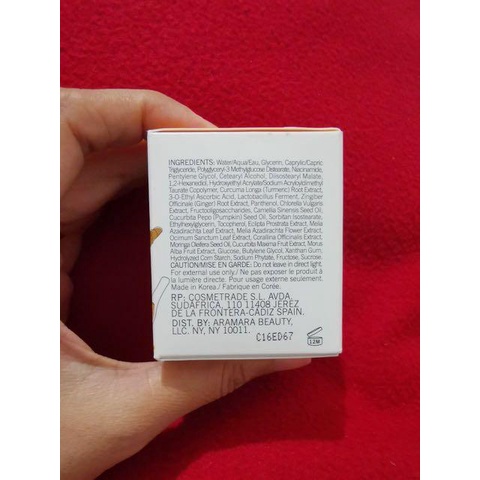 INGREDIENTS: Water/Aqua/Eau, Glycerin, Caprylic/Capric
Triglyceride, Polyglyceryl-3 Methylglucose Distearate, Niacinamide,
Pentylene Glycol, Cetearyl Alcohol, Diisostearyl Malate,
1,2-Hexanediol, Hydroxyethyl Acrylate/Sodium Acryloyldimethyl
Taurate Copolymer, Curcuma Longa (Turmeric) Root Extract,
3-O-Ethyl Ascorbic Acid, Lactobacillus Ferment, Zingiber
Officinale (Ginger) Root Extract, Panthenol, Chlorella Vulgaris
Extract, Fructooligosaccharides, Camellia Sinensis Seed Oil,
Cucurbita Pepo (Pumpkin) Seed Oil, Sorbitan Isostearate,
Ethylhexylglycerin, Tocopherol, Eclipta Prostrata Extract, Melia
Azadirachta Leaf Extract, Melia Azadirachta Flower Extract,
Ocimum Sanctum Leaf Extract, Corallina Officinalis Extract,
Moringa Oleifera Seed Oil, Cucurbita Maxima Fruit Extract, Morus
Alba Fruit Extract, Glucose, Butylene Glycol, Xanthan Gum,
Hydrolyzed Corn Starch, Sodium Phytate, Fructose, Sucrose.
CAUTION/MISE EN GARDE: Do not leave in direct light.
For external use only./ Ne pas exposer le produit à
la lumière directe. Pour usage externe seulement.
Made in Korea./ Fabrique en Corée.
RP: COSMETRADE S.L. AVDA.
SUDÁFRICA, 110 11408 JEREZ
DE LA FRONTERA-CÁDIZ SPAIN.
DIST. BY: ARAMARA BEAUTY,
LLC. NY, NY 10011.
C16ED67
12M